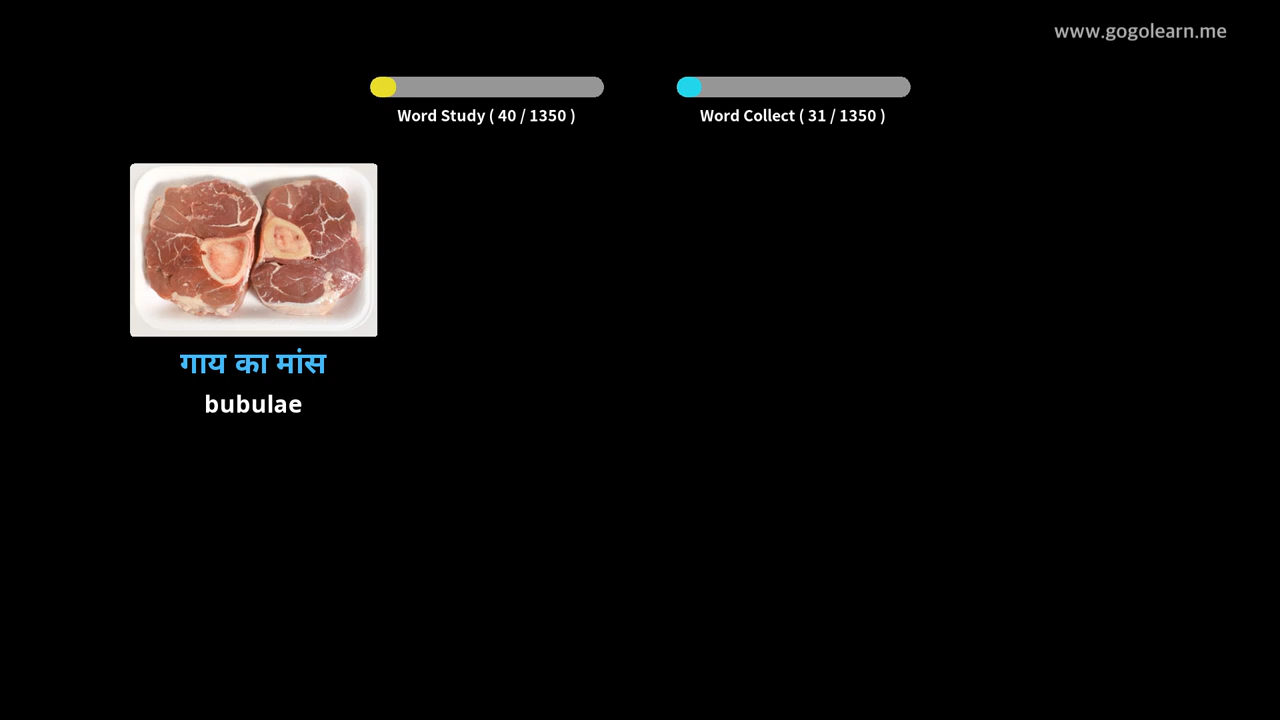 www.gogolearn.me
Word Study ( 40 / 1350 )
Word Collect ( 31 / 1350 )
गाय का मांस
bubulae